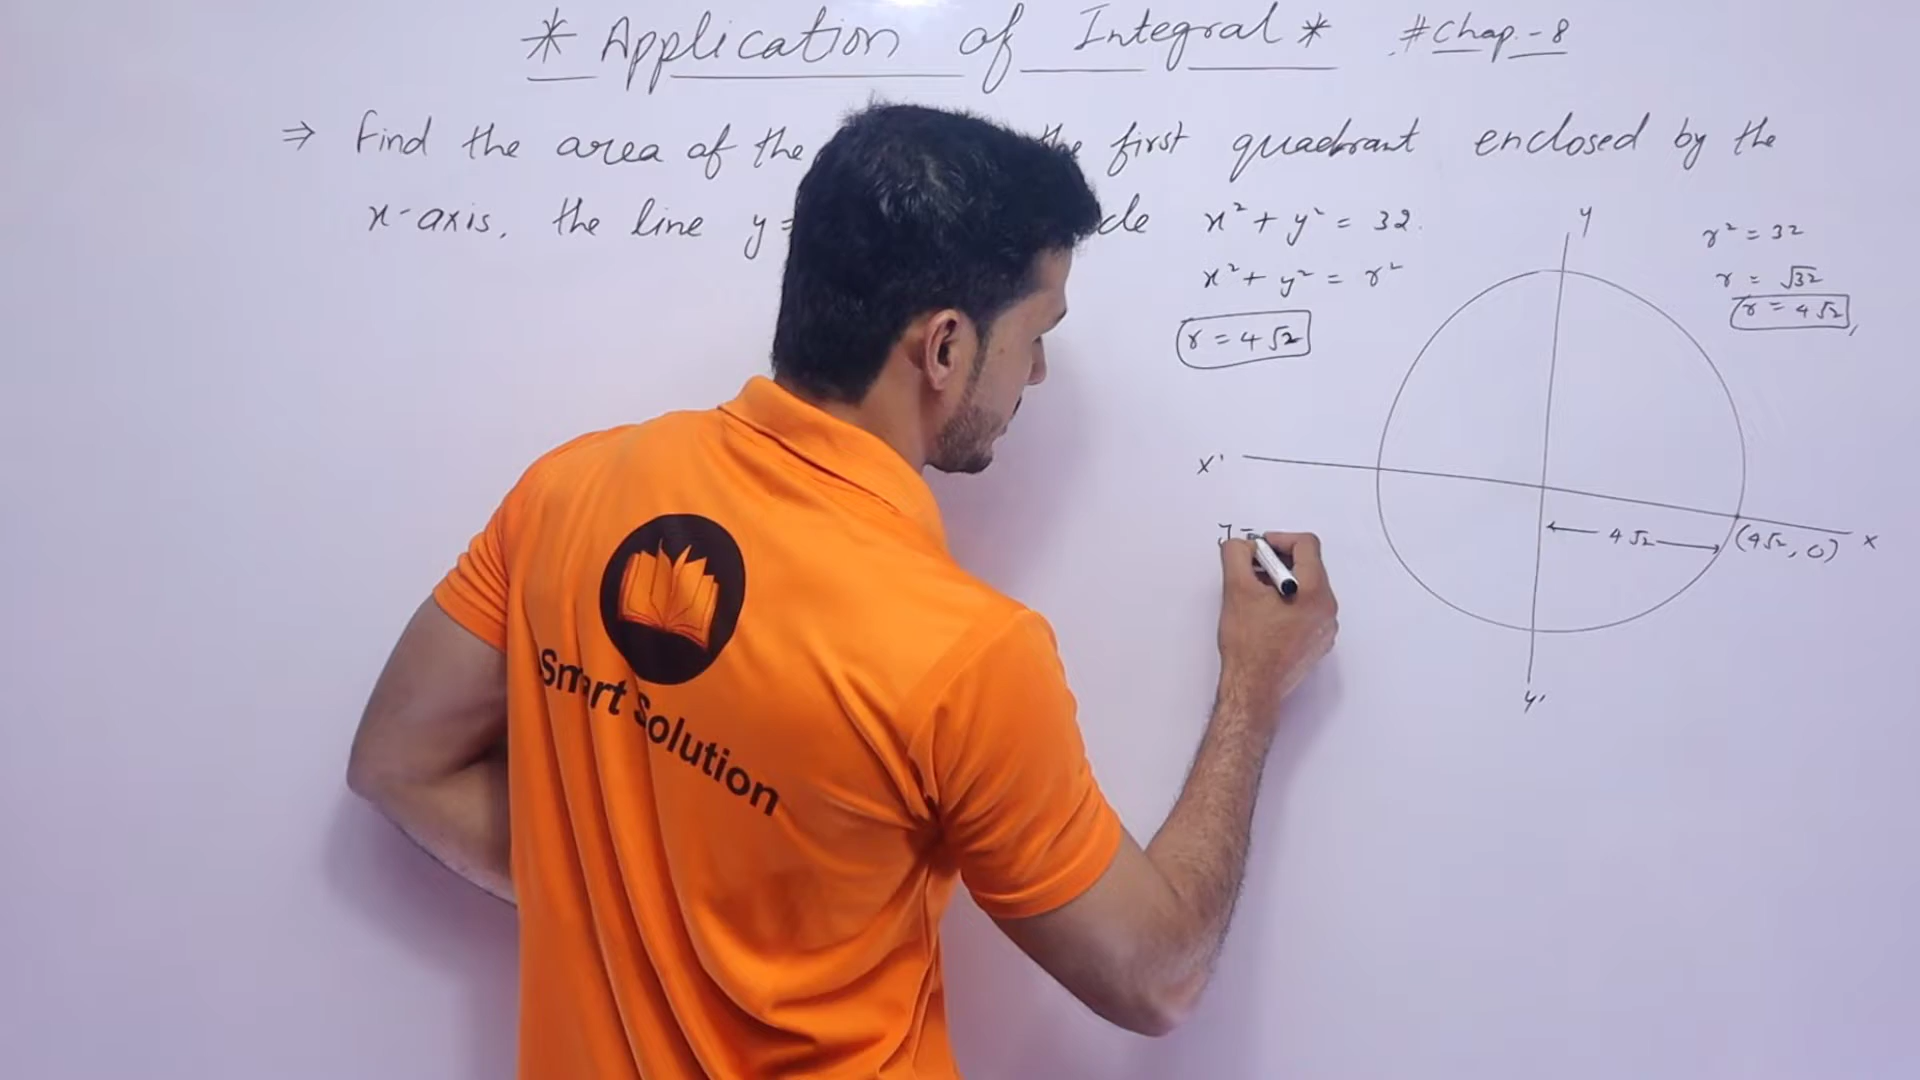 * Application of Integral * # Chap.-8
⇒ Find the area of the the first quadrant enclosed by the
x-axis, the line y= x² + y² = 32.
x² + y² = r²
r = 4√2
y
r² = 32
r = √32
r = 4√2,
x'
4√2
(4√2, 0) x
y'
Smart Solution